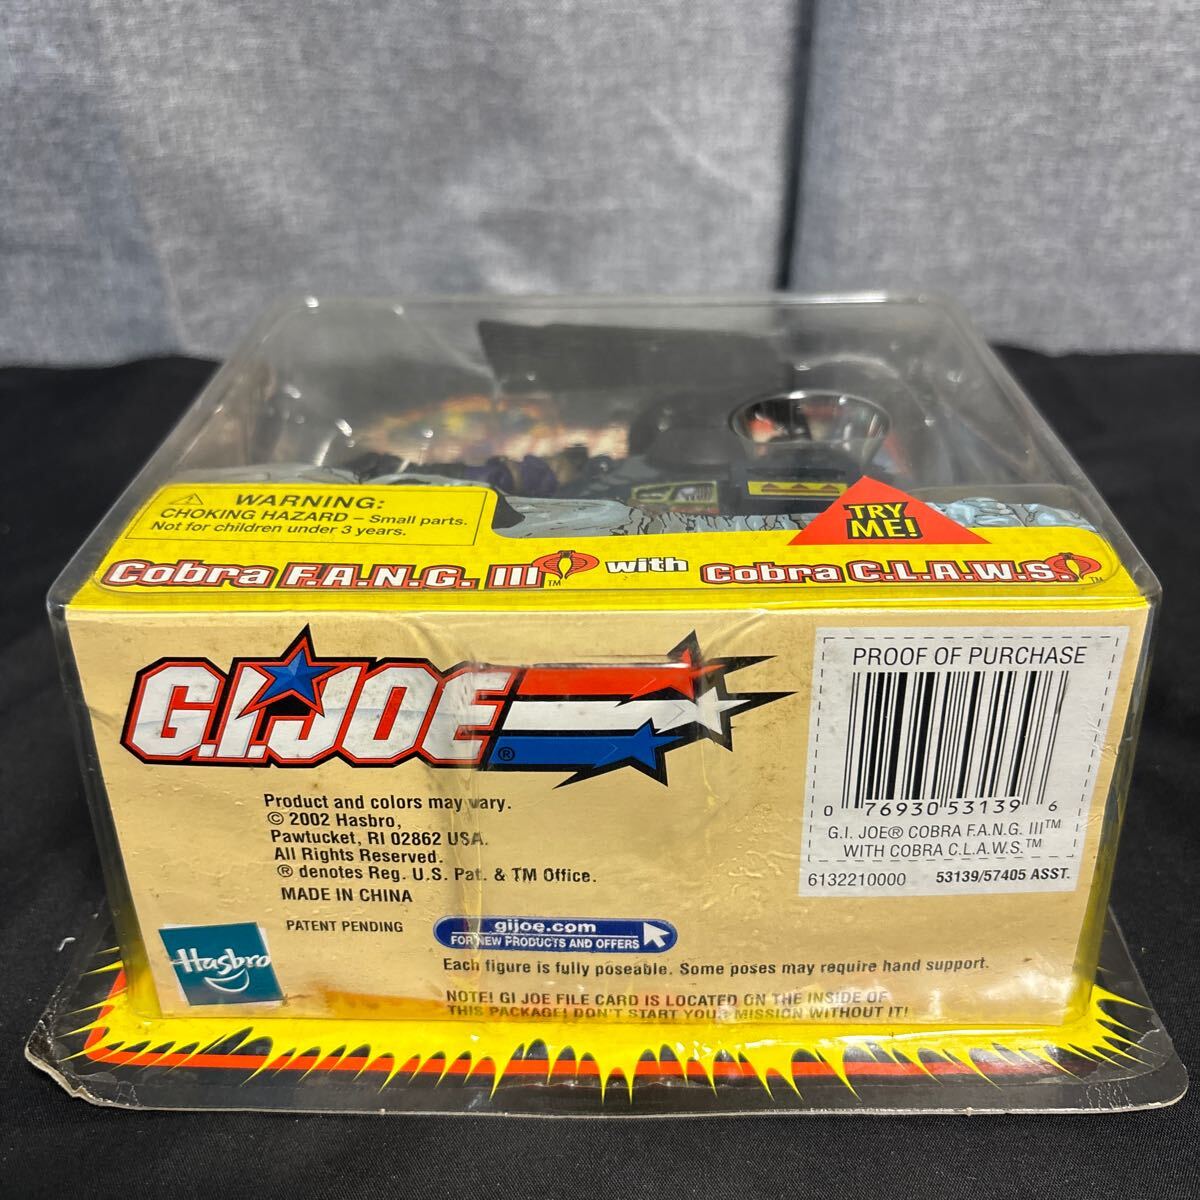 WARNING:
CHOKING HAZARD – Small parts.
Not for children under 3 years.
TRY
ME!
Cobra F.A.N.G. III™ with Cobra C.L.A.W.S.™
G.I.JOE®
PROOF OF PURCHASE
0 76930 53139 6
G.I. JOE® COBRA F.A.N.G. III™
WITH COBRA C.L.A.W.S.™
6132210000 53139/57405 ASST.
Product and colors may vary.
© 2002 Hasbro,
Pawtucket, RI 02862 USA.
All Rights Reserved.
® denotes Reg. U.S. Pat. & TM Office.
MADE IN CHINA
PATENT PENDING
gijoe.com
FOR NEW PRODUCTS AND OFFERS
Hasbro
Each figure is fully poseable. Some poses may require hand support.
NOTE! GI JOE FILE CARD IS LOCATED ON THE INSIDE OF
THIS PACKAGE! DON'T START YOUR MISSION WITHOUT IT!